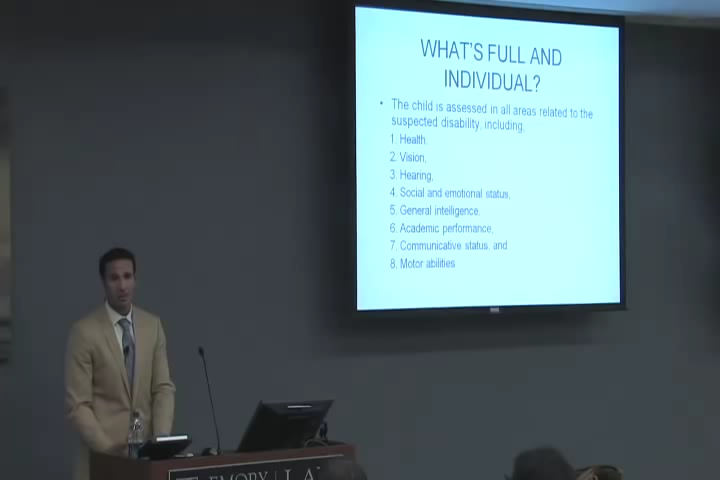 WHAT'S FULL AND
INDIVIDUAL?
• The child is assessed in all areas related to the
suspected disability, including,
1. Health,
2. Vision,
3. Hearing,
4. Social and emotional status,
5. General intelligence,
6. Academic performance,
7. Communicative status, and
8. Motor abilities
EMORY | LA